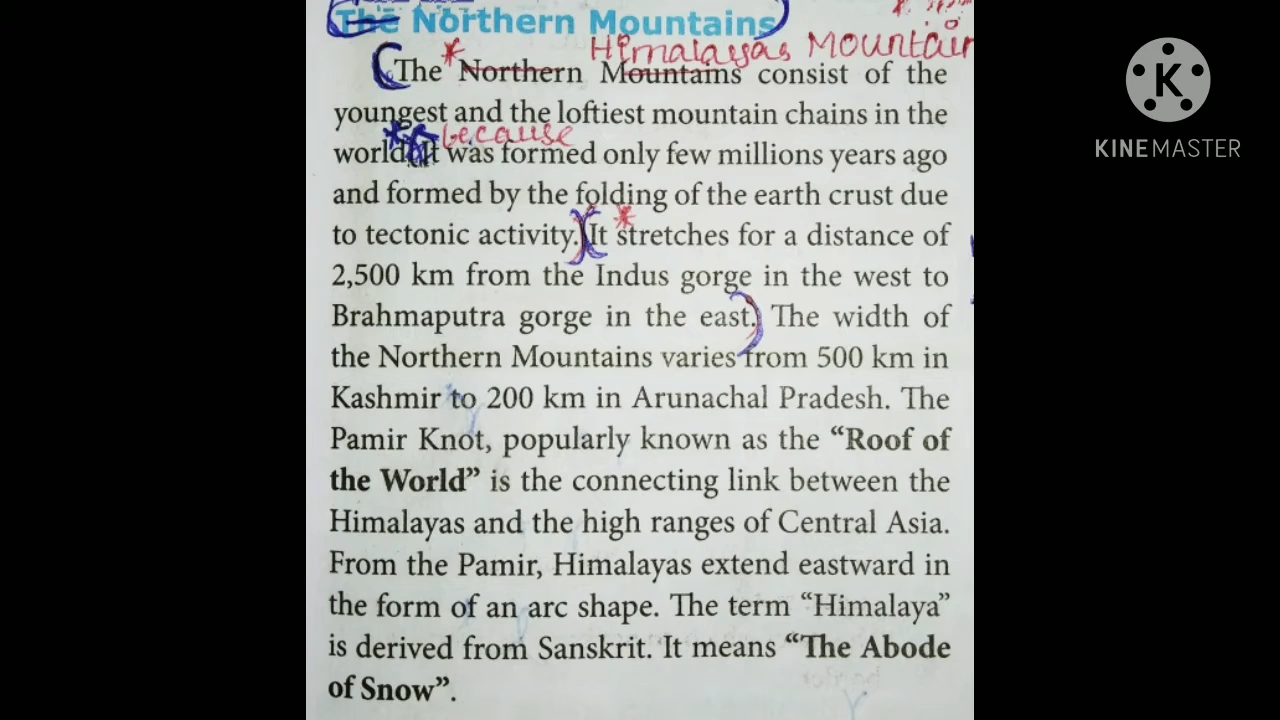 The Northern Mountains
Himalayas Mountain
The Northern Mountains consist of the
youngest and the loftiest mountain chains in the
because
world. It was formed only few millions years ago
and formed by the folding of the earth crust due
to tectonic activity. It stretches for a distance of
2,500 km from the Indus gorge in the west to
Brahmaputra gorge in the east. The width of
the Northern Mountains varies from 500 km in
Kashmir to 200 km in Arunachal Pradesh. The
Pamir Knot, popularly known as the “Roof of
the World” is the connecting link between the
Himalayas and the high ranges of Central Asia.
From the Pamir, Himalayas extend eastward in
the form of an arc shape. The term “Himalaya”
is derived from Sanskrit. It means “The Abode
of Snow”.
K
KINEMASTER